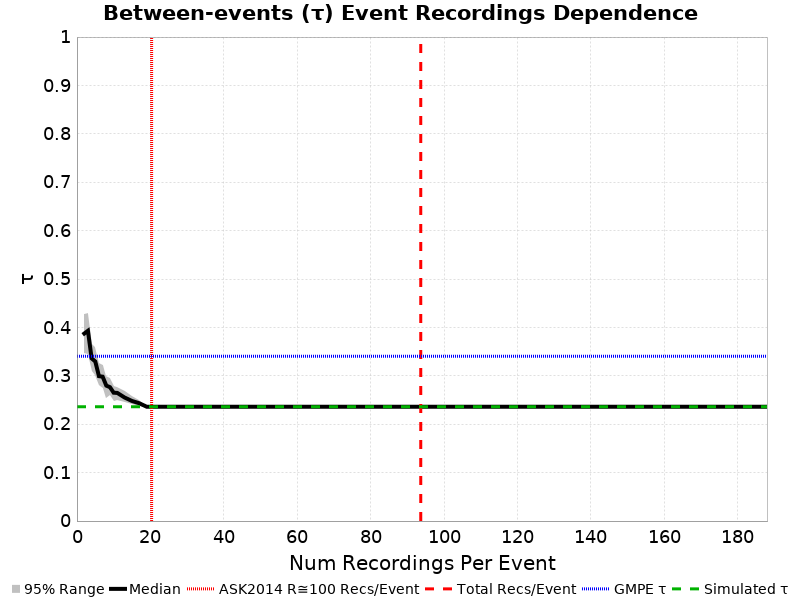 Between-events (τ) Event Recordings Dependence
1
0.9
0.8
0.7
0.6
0.5
0.4
0.3
0.2
0.1
0
τ
0 20 40 60 80 100 120 140 160 180
Num Recordings Per Event
95% Range Median ASK2014 R≅100 Recs/Event Total Recs/Event GMPE τ Simulated τ